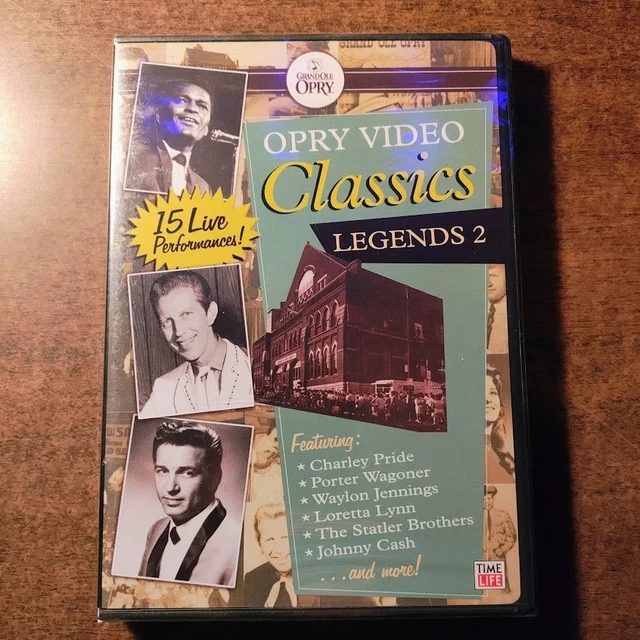 GRAND OLE OPRY
GRAND OLE
OPRY
OPRY VIDEO
Classics
LEGENDS 2
15 Live
Performances!
Featuring:
★ Charley Pride
★ Porter Wagoner
★ Waylon Jennings
★ Loretta Lynn
★ The Statler Brothers
★ Johnny Cash
...and more!
TIME
LIFE